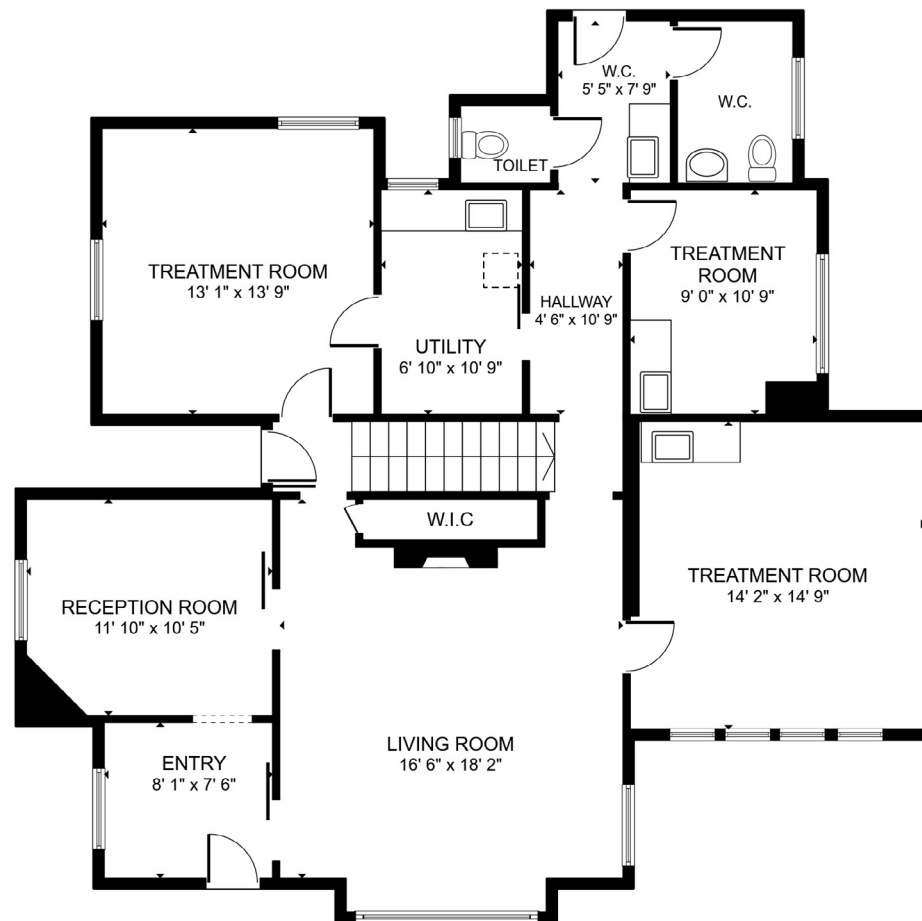 W.C.
5' 5" x 7' 9"
W.C.
TOILET
TREATMENT ROOM
13' 1" x 13' 9"
TREATMENT
ROOM
9' 0" x 10' 9"
HALLWAY
4' 6" x 10' 9"
UTILITY
6' 10" x 10' 9"
W.I.C
TREATMENT ROOM
14' 2" x 14' 9"
RECEPTION ROOM
11' 10" x 10' 5"
LIVING ROOM
16' 6" x 18' 2"
ENTRY
8' 1" x 7' 6"